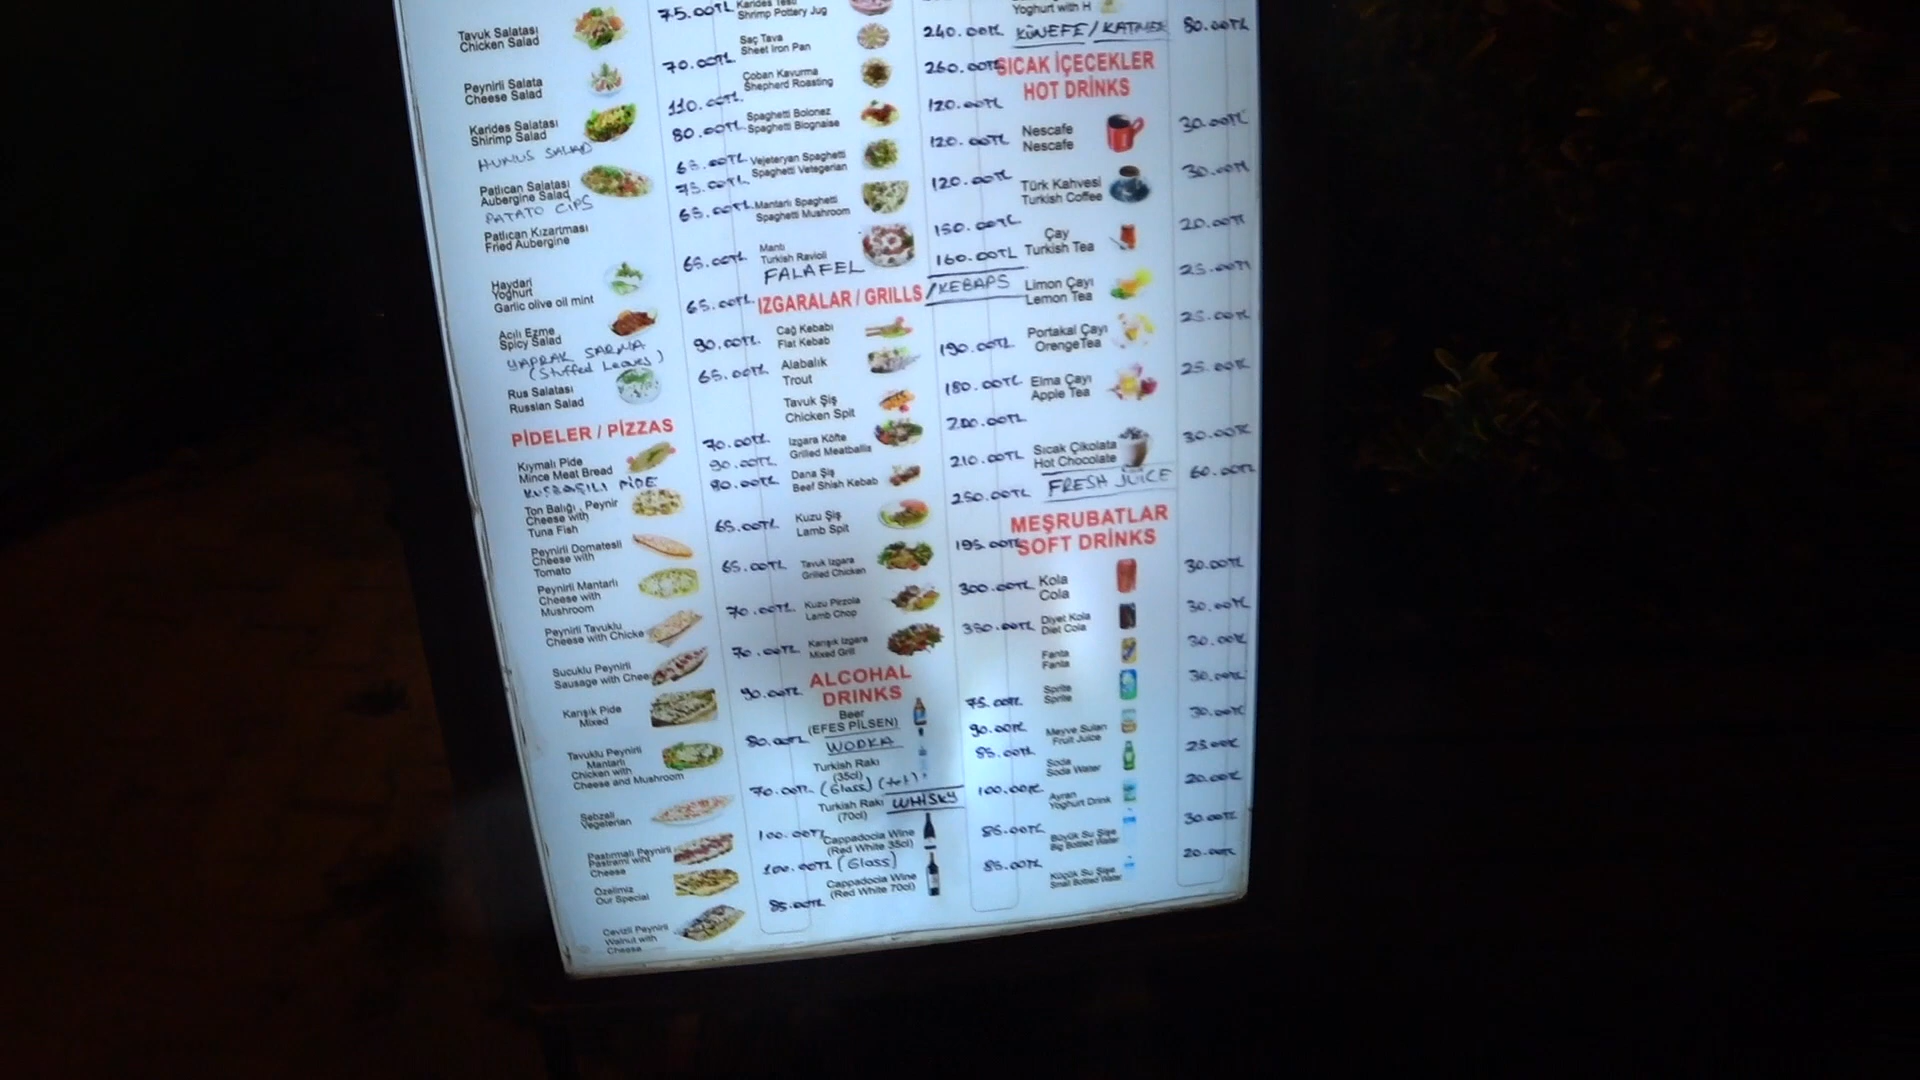 Tavuk Salatası
Chicken Salad
75.00TL
Peynirli Salata
Cheese Salad
70.00TL
Karides Salatası
Shirimp Salad
110.00TL
HUMUS SALAD
80.00TL
Patlıcan Salatası
Aubergine Salad
65.00TL
PATATO CIPS
75.00TL
Patlıcan Kızartması
Fried Aubergine
65.00TL
Haydari
Yoghurt
Garlic olive oil mint
65.00TL
Acılı Ezme
Spicy Salad
65.00TL
YAPRAK SARMA
(Stuffed Leaves)
90.00TL
Rus Salatası
Russian Salad
65.00TL
PİDELER / PİZZAS
Kıymalı Pide
Mince Meat Bread
70.00TL
KUŞBAŞILI PİDE
90.00TL
Ton Balığı , Peynir
Cheese with
Tuna Fish
90.00TL
Peynirli Domatesli
Cheese with
Tomato
65.00TL
Peynirli Mantarlı
Cheese with
Mushroom
65.00TL
Peynirli Tavuklu
Cheese with Chicke
70.00TL
Sucuklu Peynirli
Sausage with Chee
70.00TL
Karışık Pide
Mixed
90.00TL
Tavuklu Peynirli
Mantarlı
Chicken with
Cheese and Mushroom
80.00TL
Sebzeli
Vegeterian
70.00TL
Pastırmalı Peynirli
Pastrami wiht
Cheese
100.00TL
Özelimiz
Our Special
100.00TL
Cevizli Peynirli
Walnut with
Cheese
85.00TL
Karides Testi
Shrimp Pottery Jug
Saç Tava
Sheet Iron Pan
240.00TL
Çoban Kavurma
Shepherd Roasting
260.00TL
Spaghetti Bolonez
Spaghetti Blognaise
120.00TL
Vejeteryan Spaghetti
Spaghetti Vetegerian
120.00TL
Mantarlı Spaghetti
Spaghetti Mushroom
120.00TL
Mantı
Turkish Ravioli
150.00TL
FALAFEL
160.00TL
IZGARALAR / GRILLS / KEBAPS
Cağ Kebabı
Flat Kebab
190.00TL
Alabalık
Trout
180.00TL
Tavuk Şiş
Chicken Spit
200.00TL
Izgara Köfte
Grilled Meatballs
210.00TL
Dana Şiş
Beef Shish Kebab
250.00TL
Kuzu Şiş
Lamb Spit
195.00TL
Tavuk Izgara
Grilled Chicken
300.00TL
Kuzu Pirzola
Lamb Chop
350.00TL
Karışık Izgara
Mixed Grill
ALCOHAL
DRINKS
Beer
(EFES PİLSEN)
75.00TL
WODKA
90.00TL
Turkish Rakı
(35cl)
(Glass)
85.00TL
Turkish Rakı
(70cl)
WHİSKY
100.00TL
Cappadocia Wine
(Red White 35cl)
85.00TL
(Glass)
Cappadocia Wine
(Red White 70cl)
85.00TL
Yoghurt with H
KÜNEFE / KATMER
80.00TL
SICAK İÇECEKLER
HOT DRİNKS
Nescafe
Nescafe
30.00TL
Türk Kahvesi
Turkish Coffee
30.00TL
Çay
Turkish Tea
20.00TL
Limon Çayı
Lemon Tea
25.00TL
Portakal Çayı
Orenge Tea
25.00TL
Elma Çayı
Apple Tea
25.00TL
Sıcak Çikolata
Hot Chocolate
30.00TL
FRESH JUICE
60.00TL
MEŞRUBATLAR
SOFT DRİNKS
Kola
Cola
30.00TL
Diyet Kola
Diet Cola
30.00TL
Fanta
Fanta
30.00TL
Sprite
Sprite
30.00TL
Meyve Suları
Fruit Juice
30.00TL
Soda
Soda Water
25.00TL
Ayran
Yoghurt Drink
20.00TL
Büyük Su Şişe
Big Bottled Water
30.00TL
Küçük Su Şişe
Small Bottled Water
20.00TL